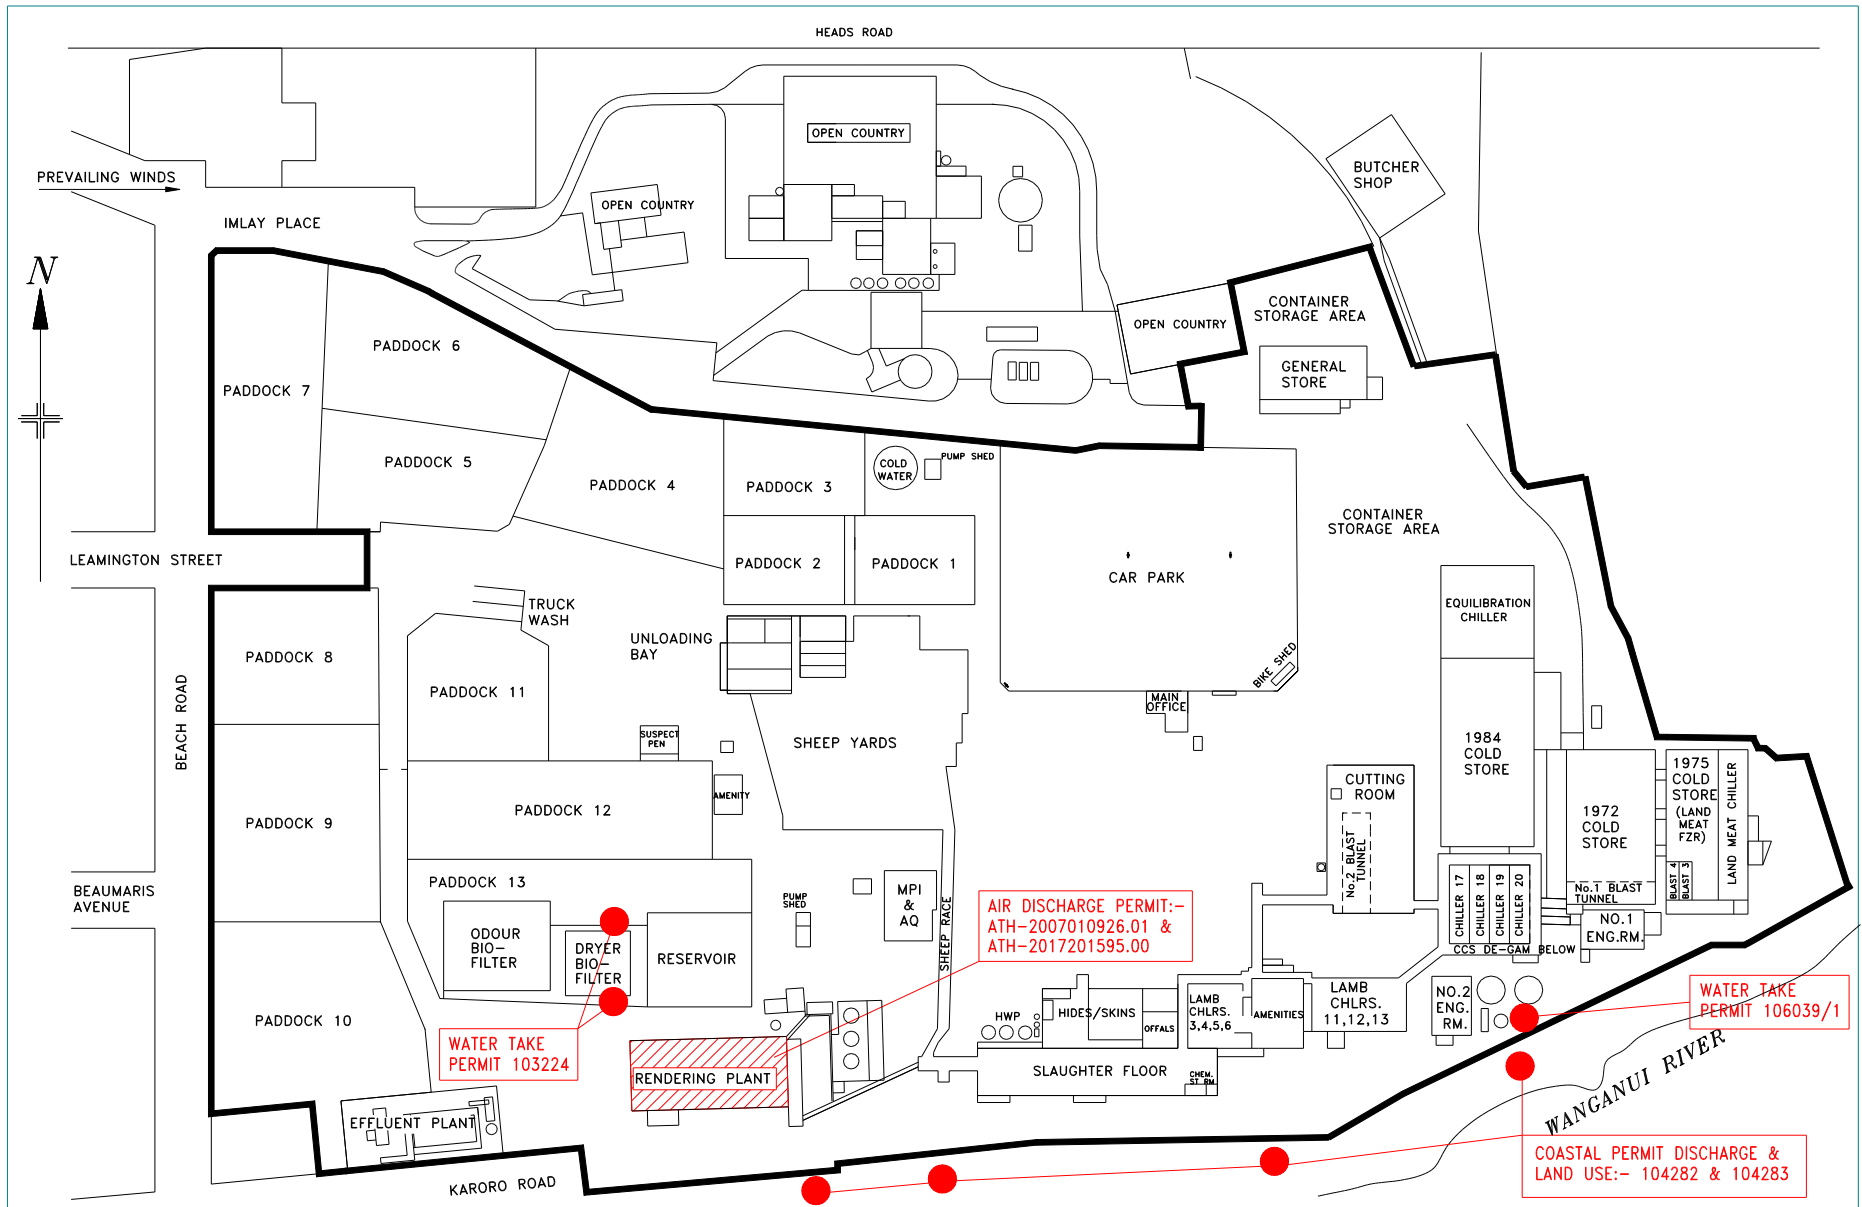 HEADS ROAD
OPEN COUNTRY
BUTCHER
SHOP
PREVAILING WINDS
OPEN COUNTRY
IMLAY PLACE
N
CONTAINER
STORAGE AREA
OPEN COUNTRY
PADDOCK 6
GENERAL
STORE
PADDOCK 7
PADDOCK 5
COLD
WATER
PUMP SHED
PADDOCK 4
PADDOCK 3
CONTAINER
STORAGE AREA
LEAMINGTON STREET
PADDOCK 2
PADDOCK 1
CAR PARK
EQUILIBRATION
CHILLER
TRUCK
WASH
UNLOADING
BAY
PADDOCK 8
BIKE SHED
PADDOCK 11
MAIN
OFFICE
BEACH ROAD
SUSPECT
PEN
SHEEP YARDS
1984
COLD
STORE
1975
COLD
STORE
(LAND
MEAT
FZR)
LAND MEAT CHILLER
CUTTING
ROOM
AMENITY
PADDOCK 12
PADDOCK 9
1972
COLD
STORE
No.2 BLAST
TUNNEL
BLAST 4
BLAST 3
No.1 BLAST
TUNNEL
PADDOCK 13
BEAUMARIS
AVENUE
PUMP
SHED
MPI
&
AQ
SHEEP RACE
AIR DISCHARGE PERMIT:-
ATH-2007010926.01 &
ATH-2017201595.00
CHILLER 17
CHILLER 18
CHILLER 19
CHILLER 20
NO.1
ENG.RM.
CCS DE-GAM BELOW
ODOUR
BIO-
FILTER
DRYER
BIO-
FILTER
RESERVOIR
LAMB
CHLRS.
11,12,13
NO.2
ENG.
RM.
WATER TAKE
PERMIT 106039/1
LAMB
CHLRS.
3,4,5,6
AMENITIES
HWP
HIDES/SKINS
OFFALS
PADDOCK 10
WATER TAKE
PERMIT 103224
RENDERING PLANT
SLAUGHTER FLOOR
CHEM.
ST RM.
WANGANUI RIVER
EFFLUENT PLANT
COASTAL PERMIT DISCHARGE &
LAND USE:- 104282 & 104283
KARORO ROAD